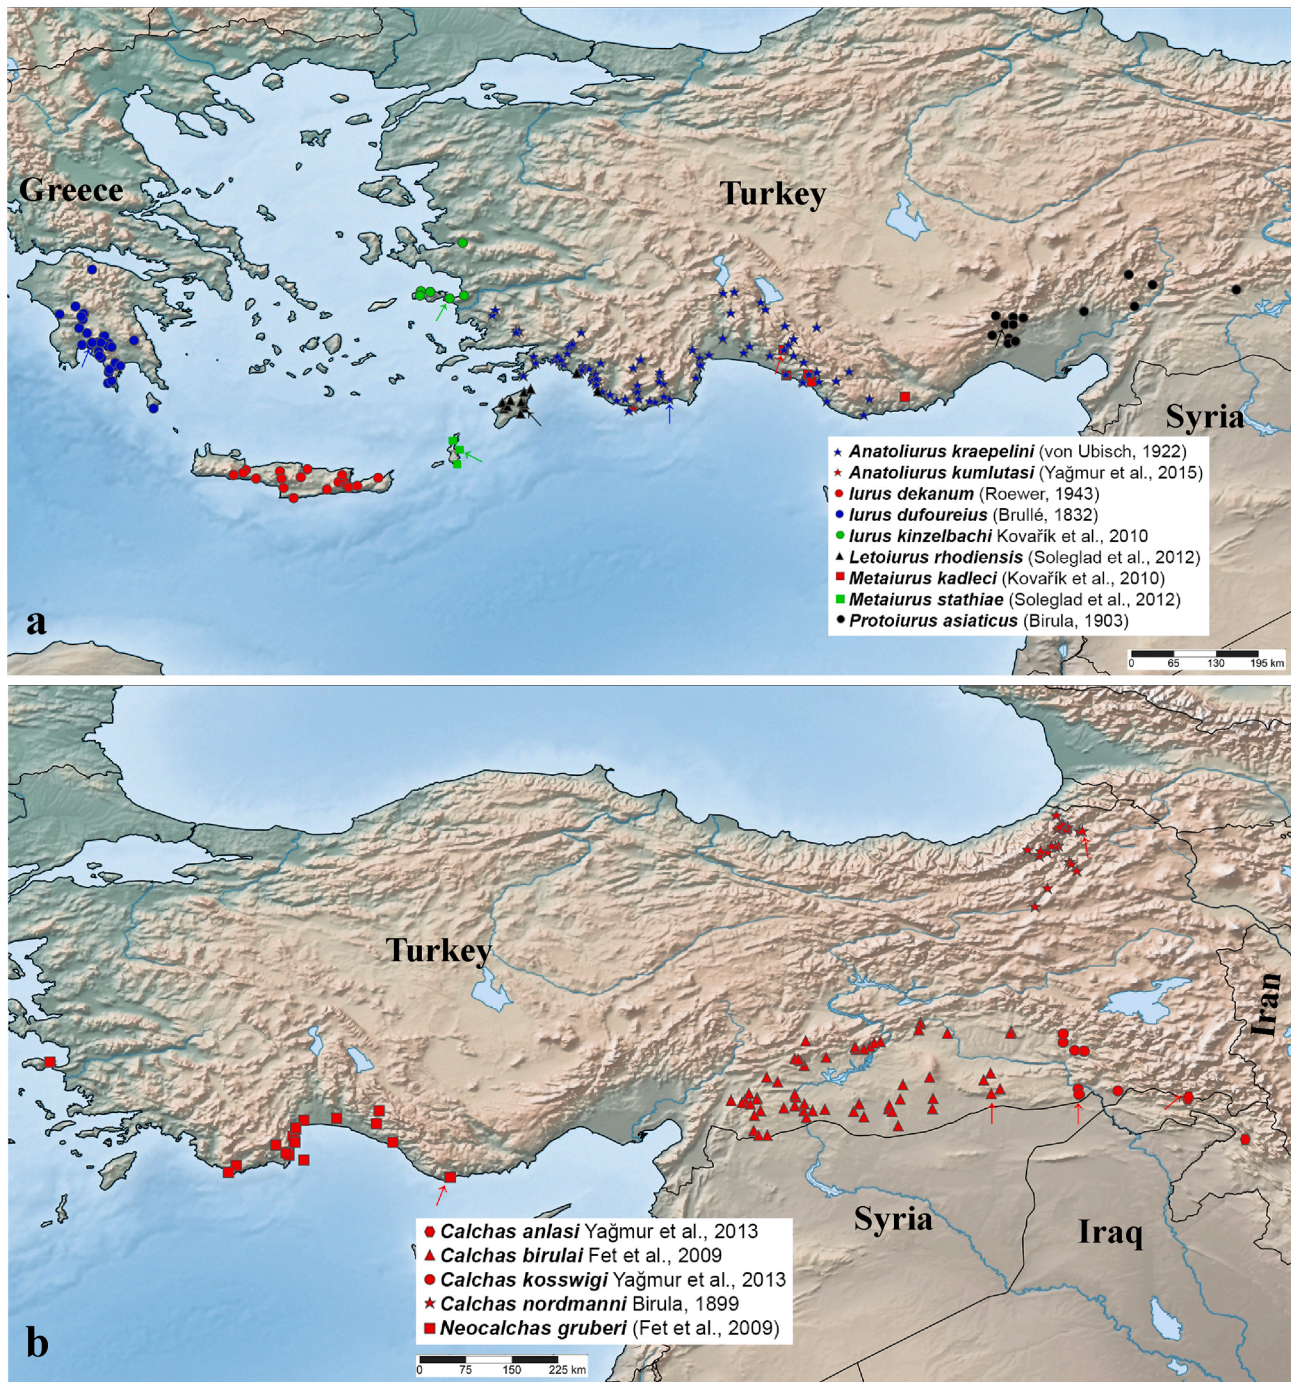 Greece
Turkey
Syria
Anatoliurus kraepelini (von Ubisch, 1922)
Anatoliurus kumlutasi (Yağmur et al., 2015)
Iurus dekanum (Roewer, 1943)
Iurus dufoureius (Brullé, 1832)
Iurus kinzelbachi Kovařík et al., 2010
Letoiurus rhodiensis (Soleglad et al., 2012)
Metaiurus kadleci (Kovařík et al., 2010)
Metaiurus stathiae (Soleglad et al., 2012)
Protoiurus asiaticus (Birula, 1903)
a
0 65 130 195 km
Turkey
Iran
Syria
Iraq
Calchas anlasi Yağmur et al., 2013
Calchas birulai Fet et al., 2009
Calchas kosswigi Yağmur et al., 2013
Calchas nordmanni Birula, 1899
Neocalchas gruberi (Fet et al., 2009)
b
0 75 150 225 km